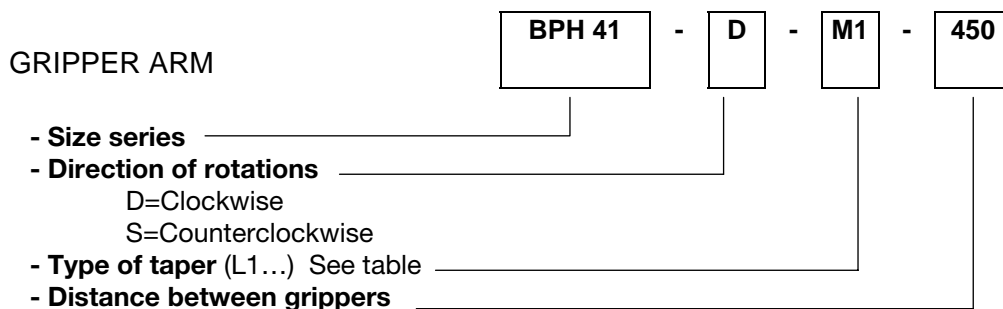 BPH 41 - D - M1 - 450
GRIPPER ARM
- Size series
- Direction of rotations
D=Clockwise
S=Counterclockwise
- Type of taper (L1...) See table
- Distance between grippers